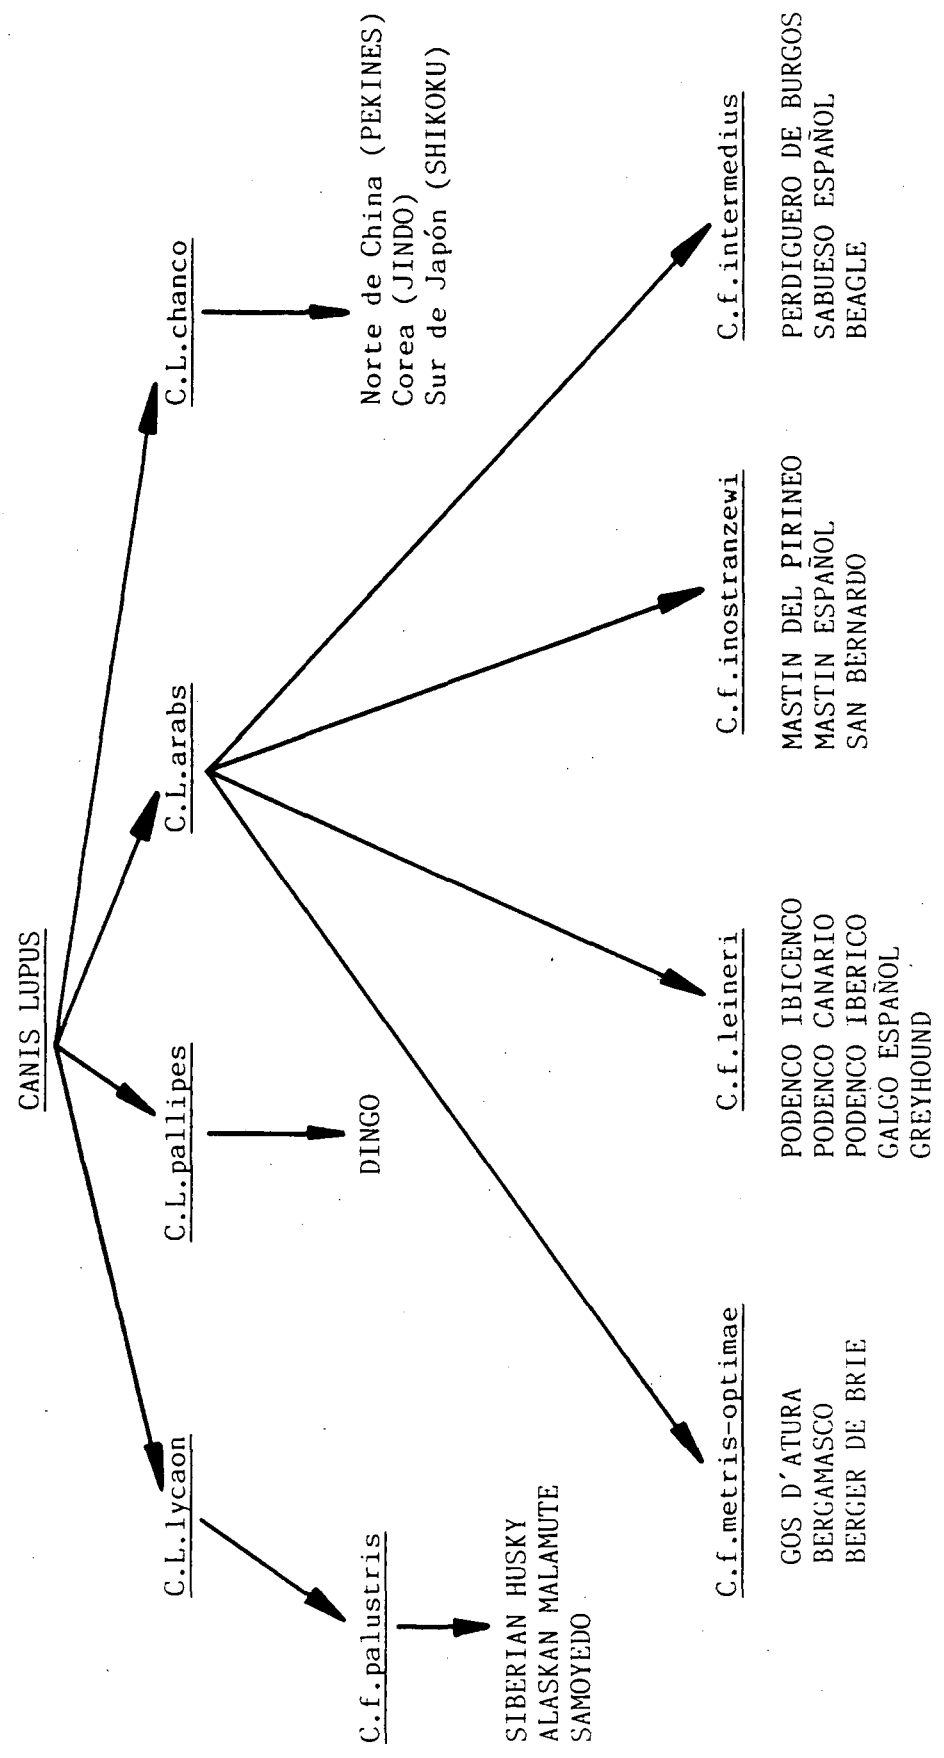 CANIS LUPUS
C.L.lycaon
C.L.pallipes
C.L.arabs
C.L.chanco
C.f.palustris
DINGO
Norte de China (PEKINES)
Corea (JINDO)
Sur de Japón (SHIKOKU)
SIBERIAN HUSKY
ALASKAN MALAMUTE
SAMOYEDO
C.f.metris-optimae
GOS D'ATURA
BERGAMASCO
BERGER DE BRIE
C.f.leineri
PODENCO IBICENCO
PODENCO CANARIO
PODENCO IBERICO
GALGO ESPAÑOL
GREYHOUND
C.f.inostranzewi
MASTIN DEL PIRINEO
MASTIN ESPAÑOL
SAN BERNARDO
C.f.intermedius
PERDIGUERO DE BURGOS
SABUESO ESPAÑOL
BEAGLE